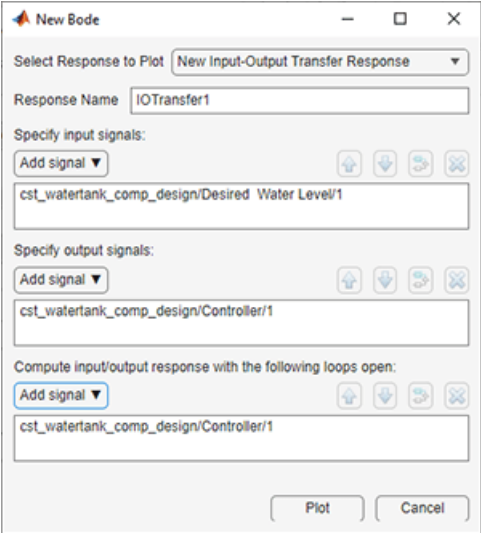 New Bode
Select Response to Plot New Input-Output Transfer Response
Response Name IOTransfer1
Specify input signals:
Add signal
cst_watertank_comp_design/Desired  Water Level/1
Specify output signals:
Add signal
cst_watertank_comp_design/Controller/1
Compute input/output response with the following loops open:
Add signal
cst_watertank_comp_design/Controller/1
Plot Cancel